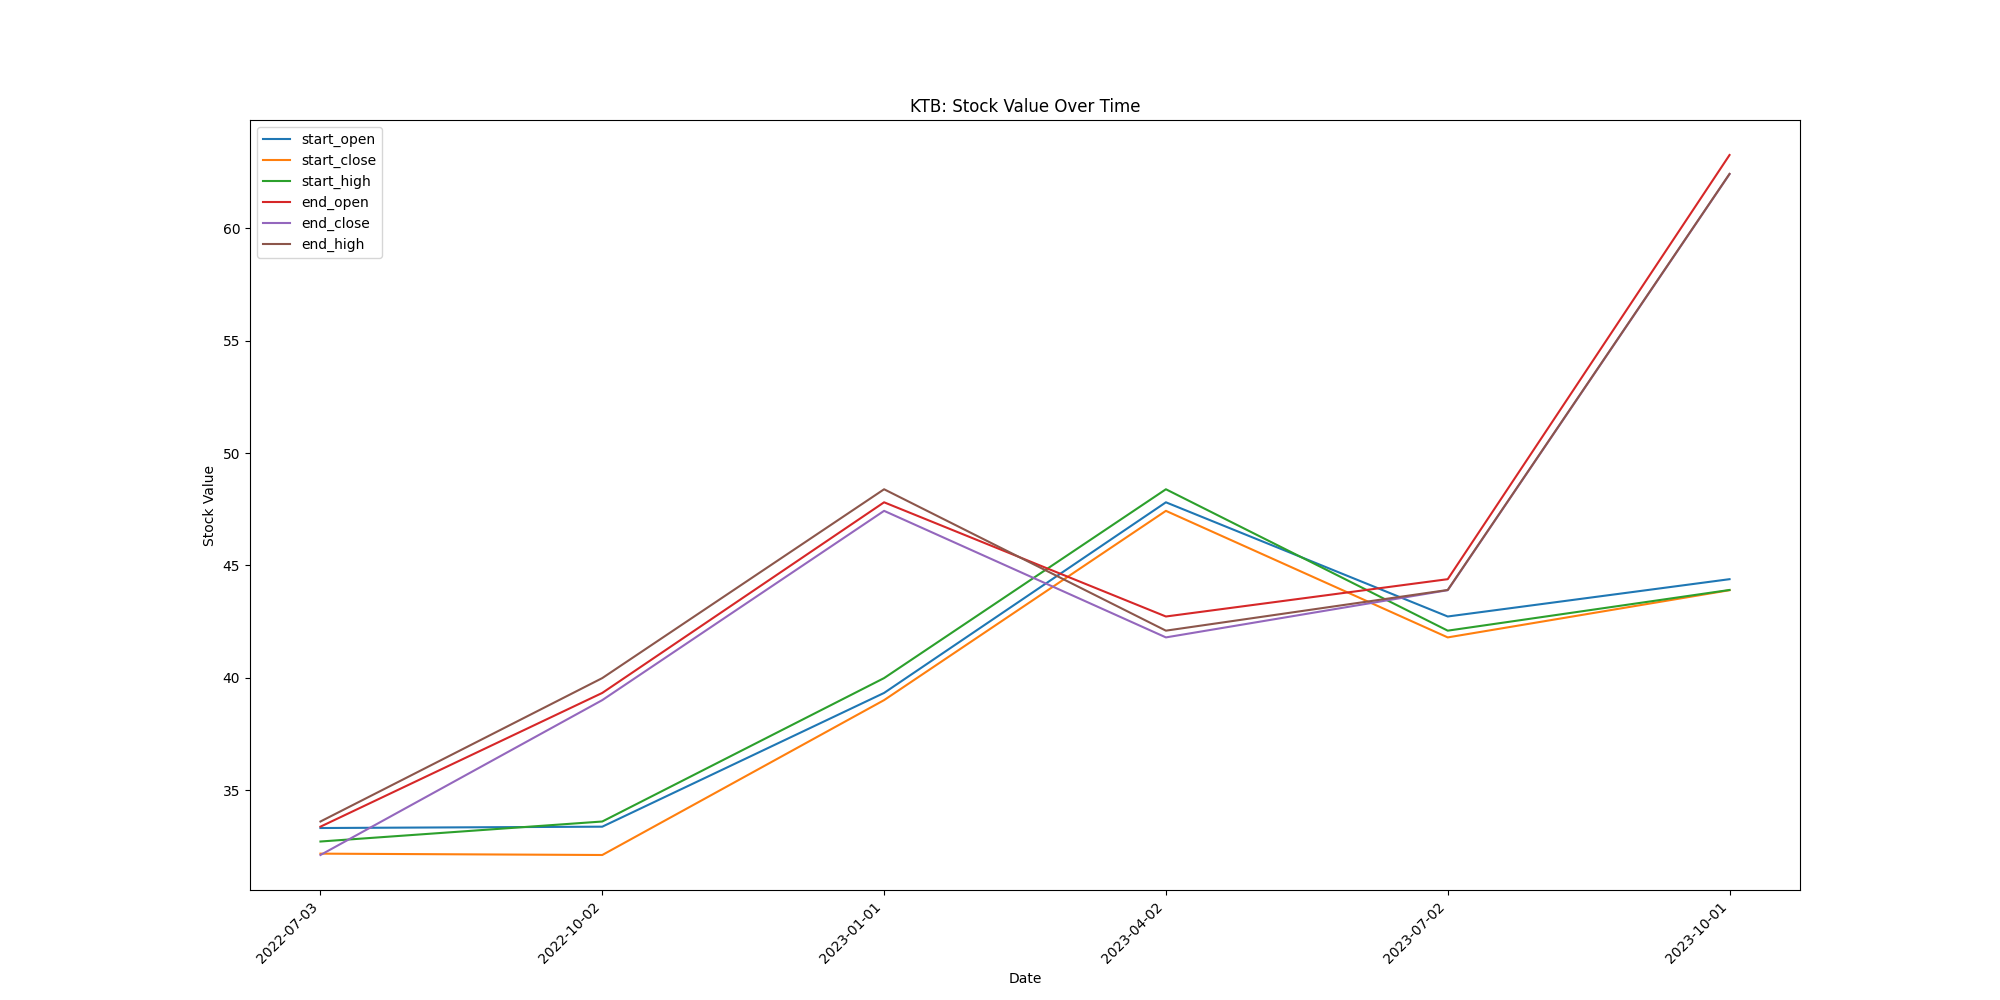 KTB: Stock Value Over Time
start_open
start_close
start_high
end_open
end_close
end_high
60
55
50
45
40
35
Stock Value
2022-07-03
2022-10-02
2023-01-01
2023-04-02
2023-07-02
2023-10-01
Date